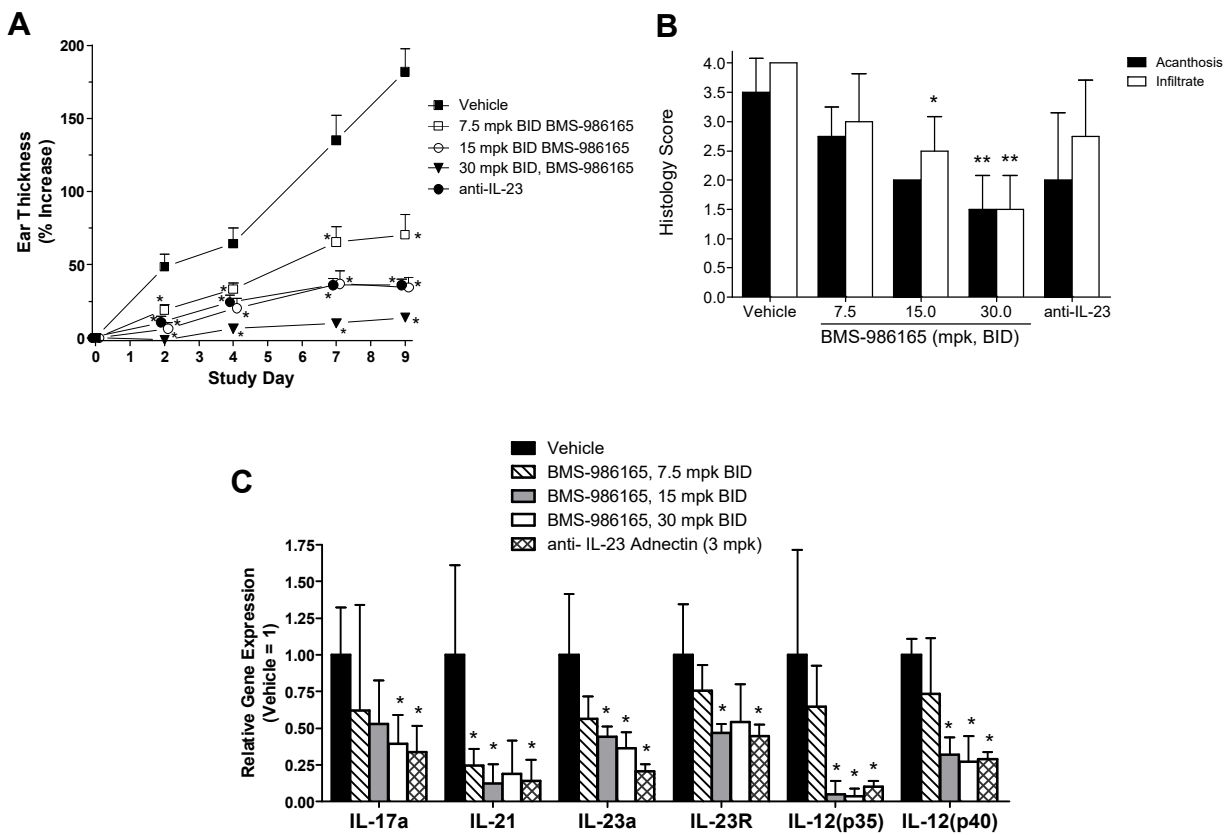 A
200
150
100
50
0
Ear Thickness
(% Increase)
0 1 2 3 4 5 6 7 8 9
Study Day
Vehicle
7.5 mpk BID BMS-986165
15 mpk BID BMS-986165
30 mpk BID, BMS-986165
anti-IL-23
* * * *
* * * *
* * * *
* * * *
B
4.0
3.5
3.0
2.5
2.0
1.5
1.0
0.5
0.0
Histology Score
Acanthosis
Infiltrate
*
** **
Vehicle 7.5 15.0 30.0 anti-IL-23
BMS-986165 (mpk, BID)
C
Vehicle
BMS-986165, 7.5 mpk BID
BMS-986165, 15 mpk BID
BMS-986165, 30 mpk BID
anti- IL-23 Adnectin (3 mpk)
1.75
1.50
1.25
1.00
0.75
0.50
0.25
0.00
Relative Gene Expression
(Vehicle = 1)
* * * * * * * * * * * * * * * *
IL-17a IL-21 IL-23a IL-23R IL-12(p35) IL-12(p40)